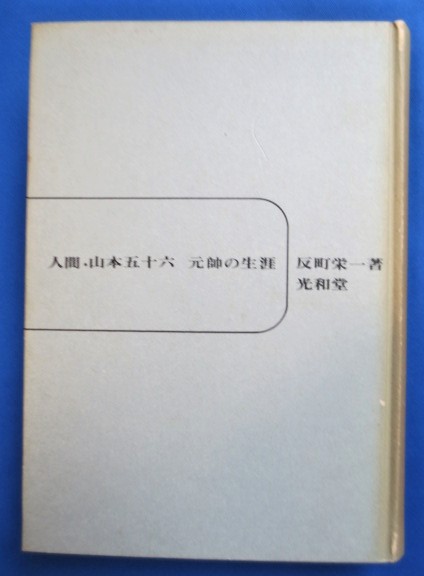 人間・山本五十六 元帥の生涯
反町栄一著
光和堂